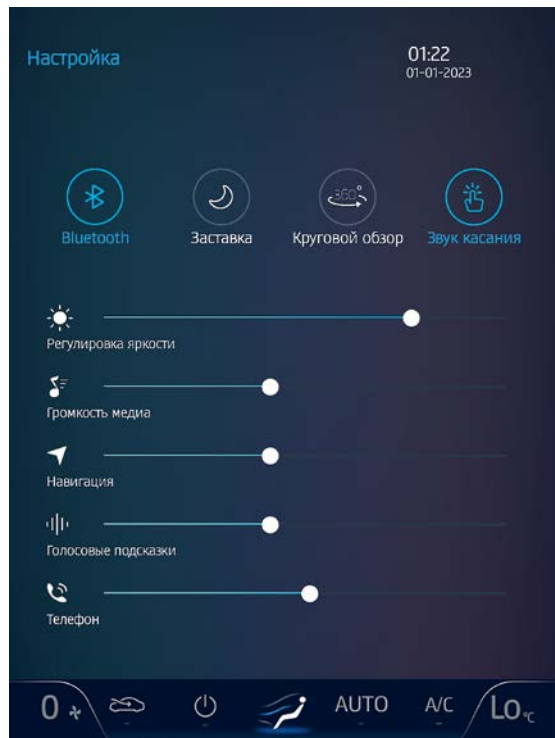 Настройка
01:22
01-01-2023
360°
Bluetooth
Заставка
Круговой обзор
Звук касания
Регулировка яркости
Громкость медиа
Навигация
Голосовые подсказки
Телефон
0 AUTO A/C Lo °C